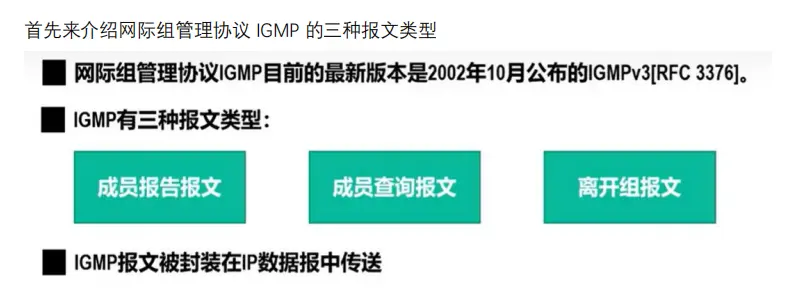 首先来介绍网际组管理协议 IGMP 的三种报文类型
网际组管理协议IGMP目前的最新版本是2002年10月公布的IGMPv3[RFC 3376]。
IGMP有三种报文类型：
成员报告报文 成员查询报文 离开组报文
IGMP报文被封装在IP数据报中传送